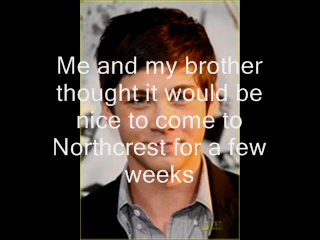 Me and my brother
thought it would be
nice to come to
Northcrest for a few
weeks